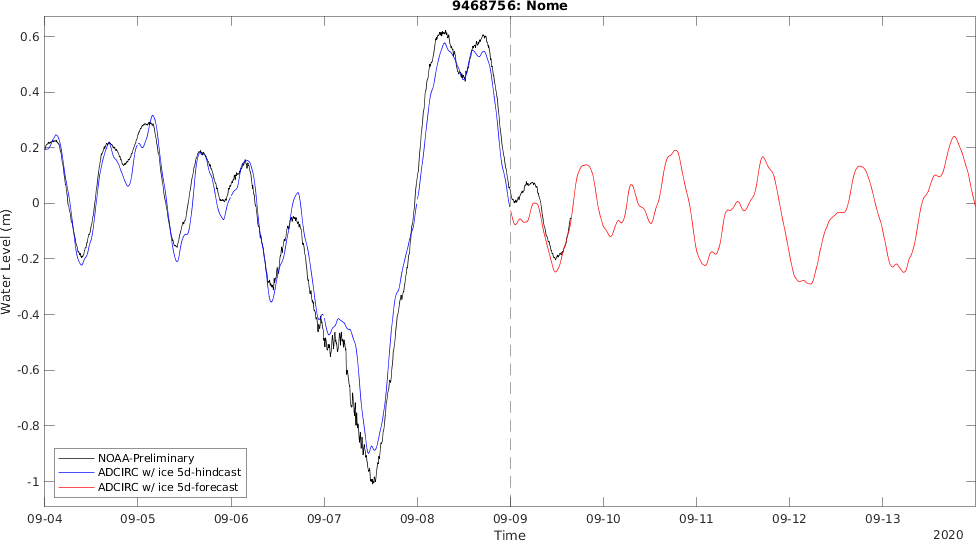 9468756: Nome
Water Level (m)
0.6
0.4
0.2
0
-0.2
-0.4
-0.6
-0.8
-1
NOAA-Preliminary
ADCIRC w/ ice 5d-hindcast
ADCIRC w/ ice 5d-forecast
09-04 09-05 09-06 09-07 09-08 09-09 09-10 09-11 09-12 09-13
Time
2020